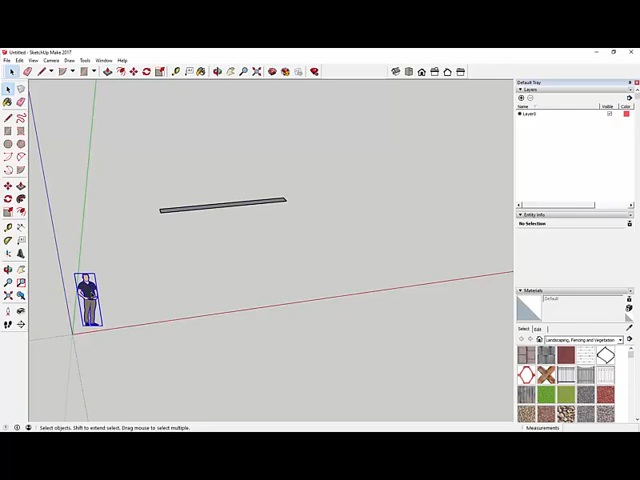 Untitled - SketchUp Make 2017
File Edit View Camera Draw Tools Window Help
Default Tray
Layers
Name Visible Color
Layer0
Entity Info
No Selection
Materials
Default
Select Edit
Landscaping, Fencing and Vegetation
Select objects. Shift to extend select. Drag mouse to select multiple.
Measurements